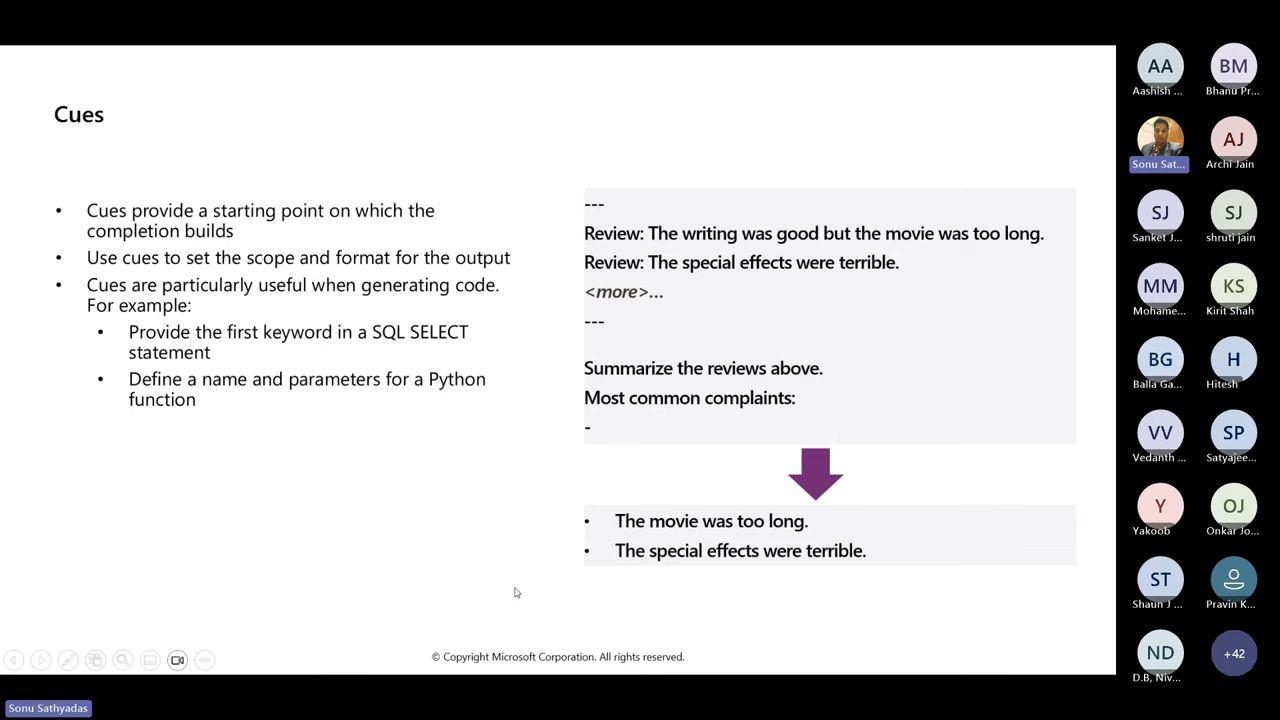 Cues
• Cues provide a starting point on which the
completion builds
• Use cues to set the scope and format for the output
• Cues are particularly useful when generating code.
For example:
• Provide the first keyword in a SQL SELECT
statement
• Define a name and parameters for a Python
function
---
Review: The writing was good but the movie was too long.
Review: The special effects were terrible.
<more>...
---
Summarize the reviews above.
Most common complaints:
-
• The movie was too long.
• The special effects were terrible.
© Copyright Microsoft Corporation. All rights reserved.
Sonu Sathyadas
AA
Aashish ...
BM
Bhanu Pr...
Sonu Sat...
AJ
Archi Jain
SJ
Sanket J...
SJ
shruti jain
MM
Mohame...
KS
Kirit Shah
BG
Balla Ga...
H
Hitesh
VV
Vedanth ...
SP
Satyajee...
Y
Yakoob
OJ
Onkar Jo...
ST
Shaun J ...
Pravin K...
ND
D.B, Niv...
+42